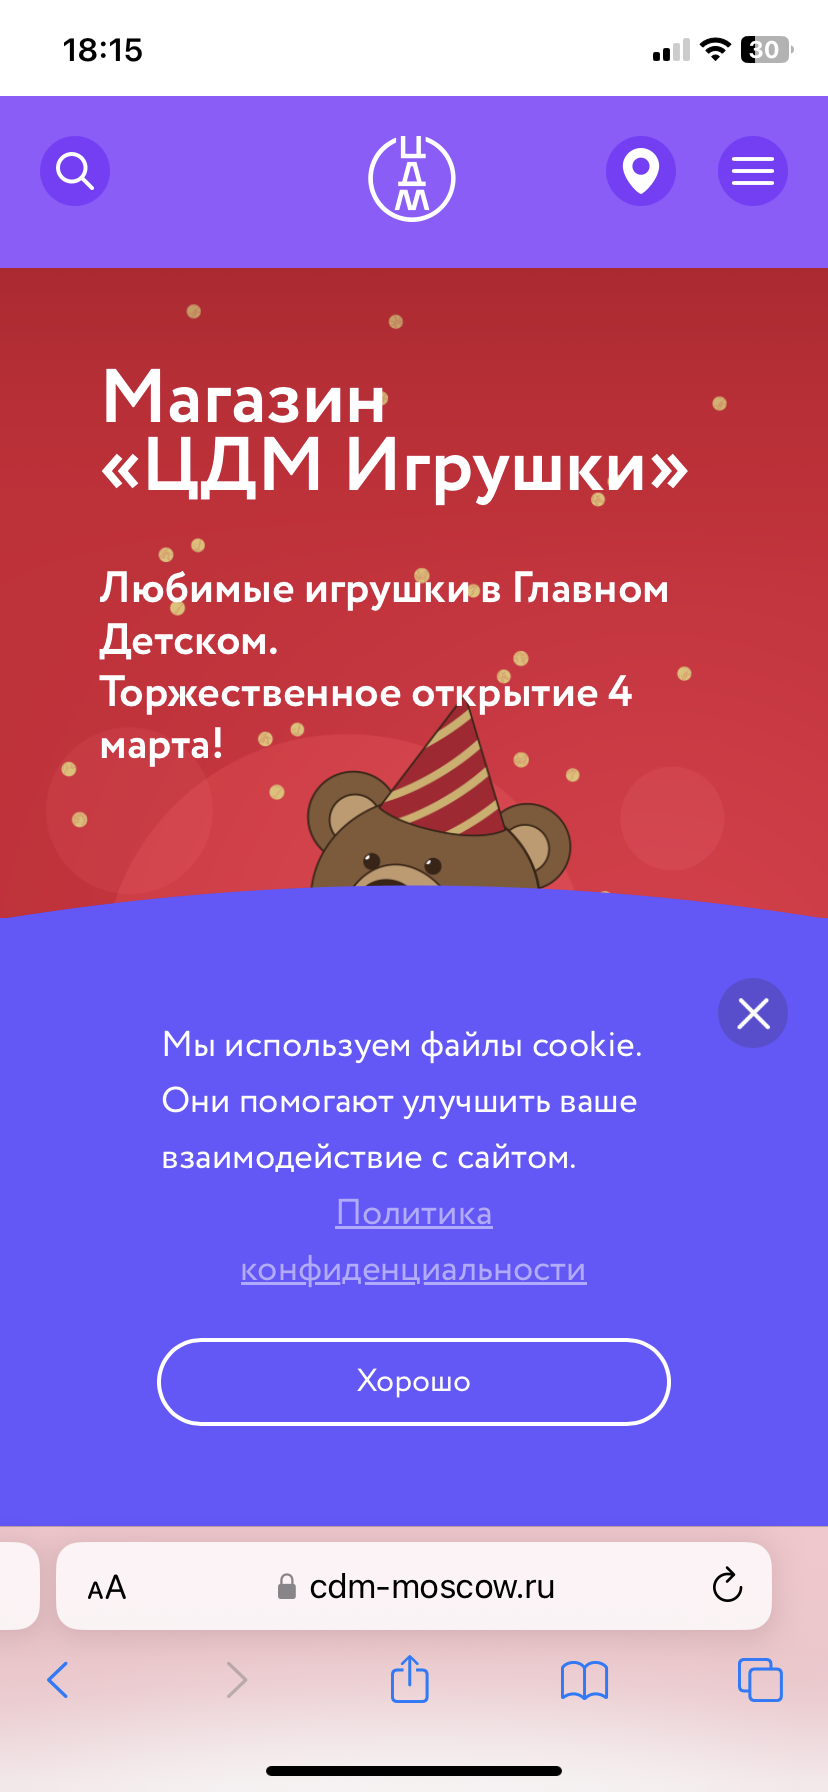 18:15
30
Ц
Д
М
Магазин
«ЦДМ Игрушки»
Любимые игрушки в Главном
Детском.
Торжественное открытие 4
марта!
Мы используем файлы cookie.
Они помогают улучшить ваше
взаимодействие с сайтом.
Политика
конфиденциальности
Хорошо
AA
cdm-moscow.ru